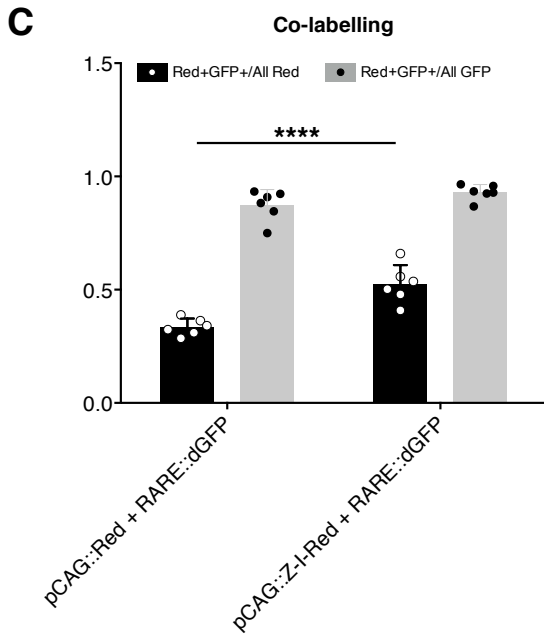 C
Co-labelling
Red+GFP+/All Red Red+GFP+/All GFP
1.5
****
1.0
0.5
0.0
pCAG::Red + RARE::dGFP
pCAG::Z-I-Red + RARE::dGFP